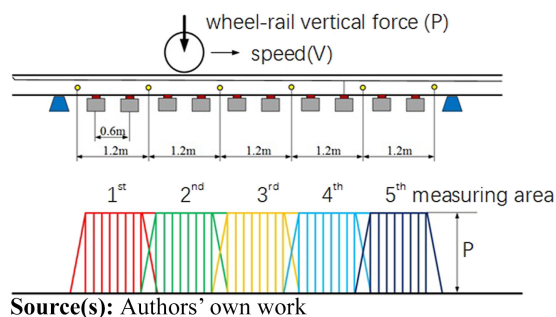 wheel-rail vertical force (P)
speed(V)
0.6m
1.2m 1.2m 1.2m 1.2m 1.2m
1st 2nd 3rd 4th 5th measuring area
P
Source(s): Authors' own work